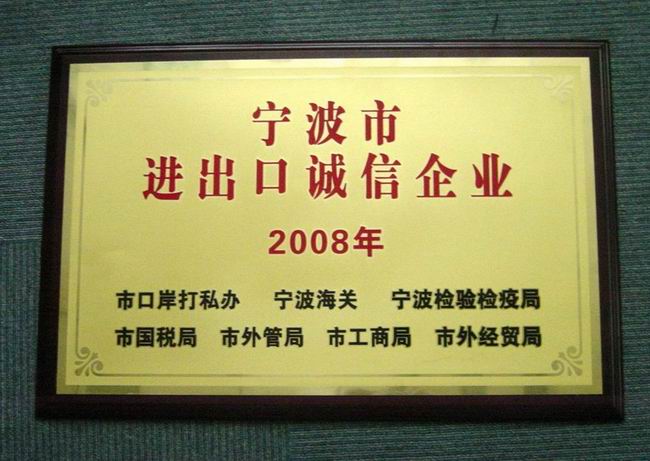 宁波市
进出口诚信企业
2008年
市口岸打私办 宁波海关 宁波检验检疫局
市国税局 市外管局 市工商局 市外经贸局